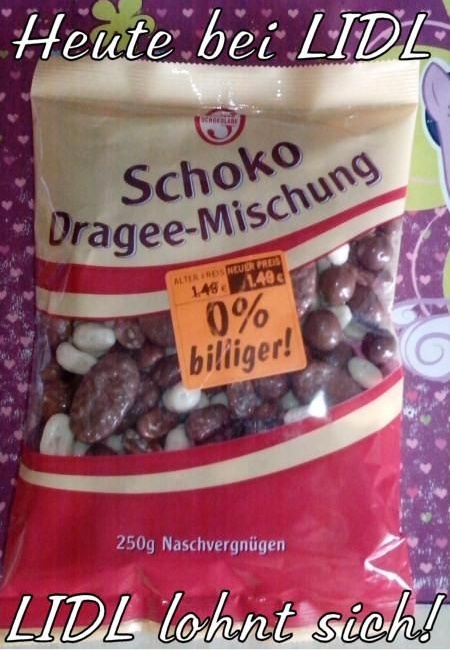 Heute bei LIDL
SCHOKOLADE
Schoko
Dragee-Mischung
ALTER PREIS NEUER PREIS
1.49 € 1.49 €
0%
billiger!
250g Naschvergnügen
LIDL lohnt sich!